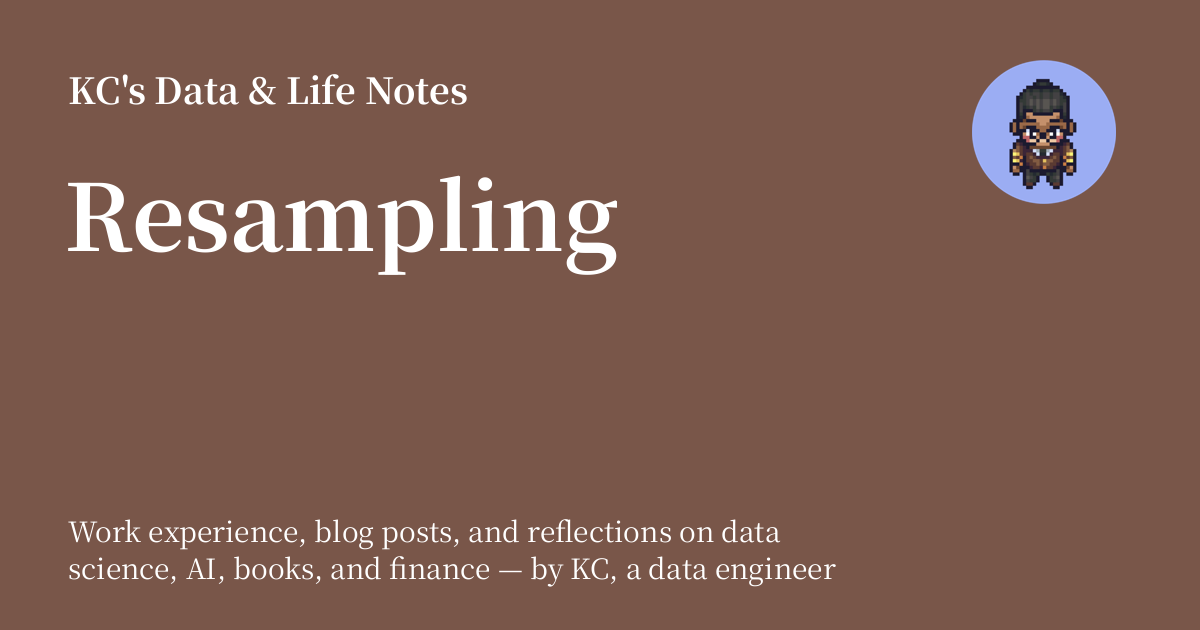 KC's Data & Life Notes
Resampling
Work experience, blog posts, and reflections on data
science, AI, books, and finance — by KC, a data engineer